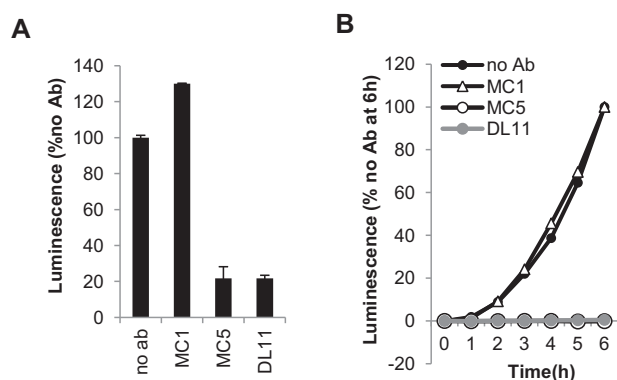 A
Luminescence (%no Ab)
140
120
100
80
60
40
20
0
no ab
MC1
MC5
DL11
B
Luminescence (% no Ab at 6h)
120
100
80
60
40
20
0
-20
no Ab
MC1
MC5
DL11
0 1 2 3 4 5 6
Time(h)